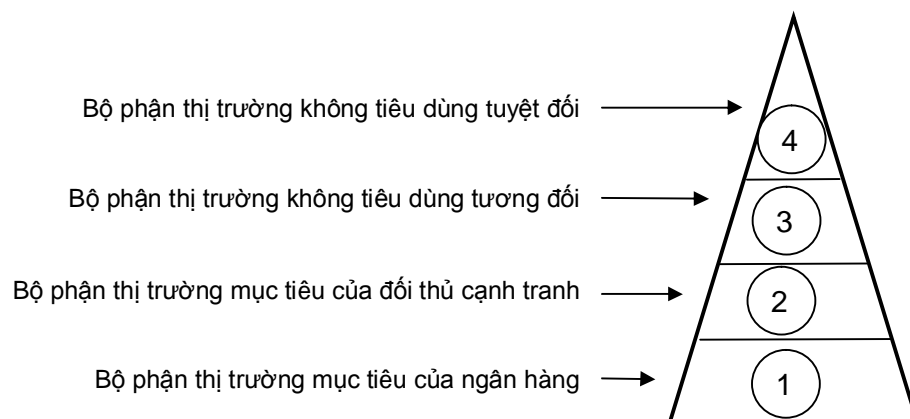 Bộ phận thị trường không tiêu dùng tuyệt đối
4
Bộ phận thị trường không tiêu dùng tương đối
3
Bộ phận thị trường mục tiêu của đối thủ cạnh tranh
2
Bộ phận thị trường mục tiêu của ngân hàng
1